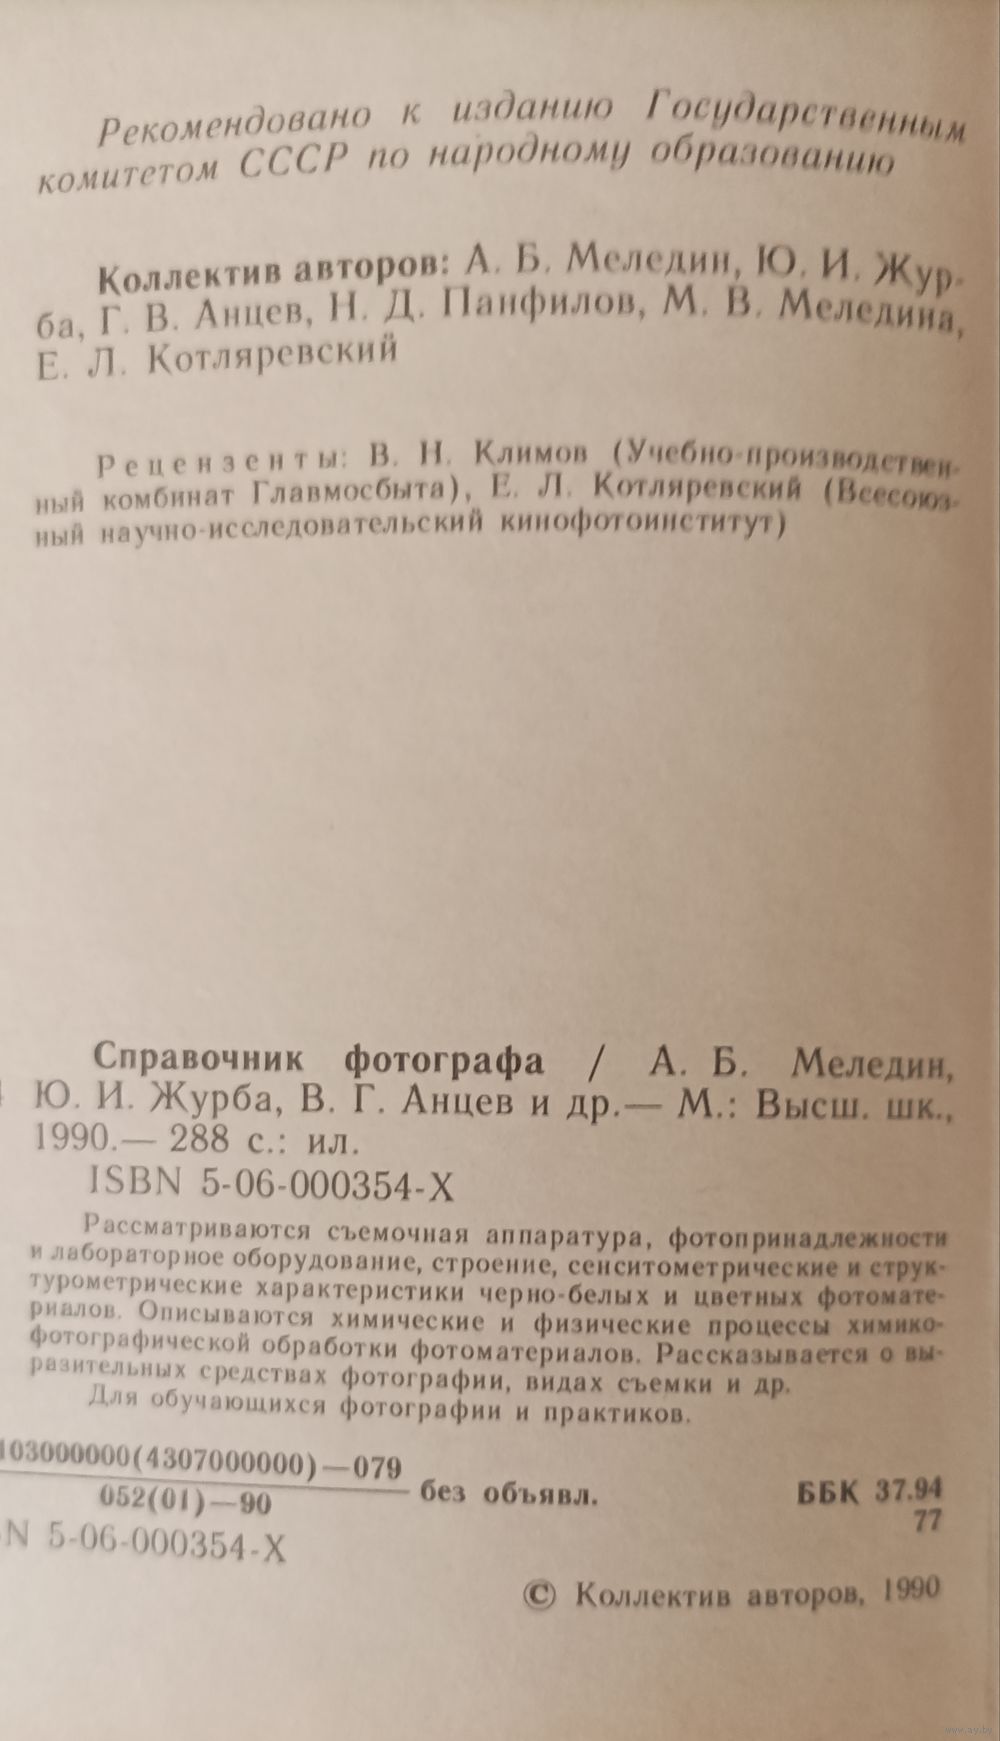 Рекомендовано к изданию Государственным
комитетом СССР по народному образованию
Коллектив авторов: А. Б. Меледин, Ю. И. Жур-
ба, Г. В. Анцев, Н. Д. Панфилов, М. В. Меледина,
Е. Л. Котляревский
Рецензенты: В. Н. Климов (Учебно-производствен-
ный комбинат Главмосбыта), Е. Л. Котляревский (Всесоюз-
ный научно-исследовательский кинофотоинститут)
Справочник фотографа / А. Б. Меледин,
Ю. И. Журба, В. Г. Анцев и др.— М.: Высш. шк.,
1990.— 288 с.: ил.
ISBN 5-06-000354-X
Рассматриваются съемочная аппаратура, фотопринадлежности
и лабораторное оборудование, строение, сенситометрические и струк-
турометрические характеристики черно-белых и цветных фотомате-
риалов. Описываются химические и физические процессы химико-
фотографической обработки фотоматериалов. Рассказывается о вы-
разительных средствах фотографии, видах съемки и др.
Для обучающихся фотографии и практиков.
103000000(4307000000)—079
052(01)—90
без объявл.
ББК 37.94
77
N 5-06-000354-X
© Коллектив авторов, 1990
www.ay.by